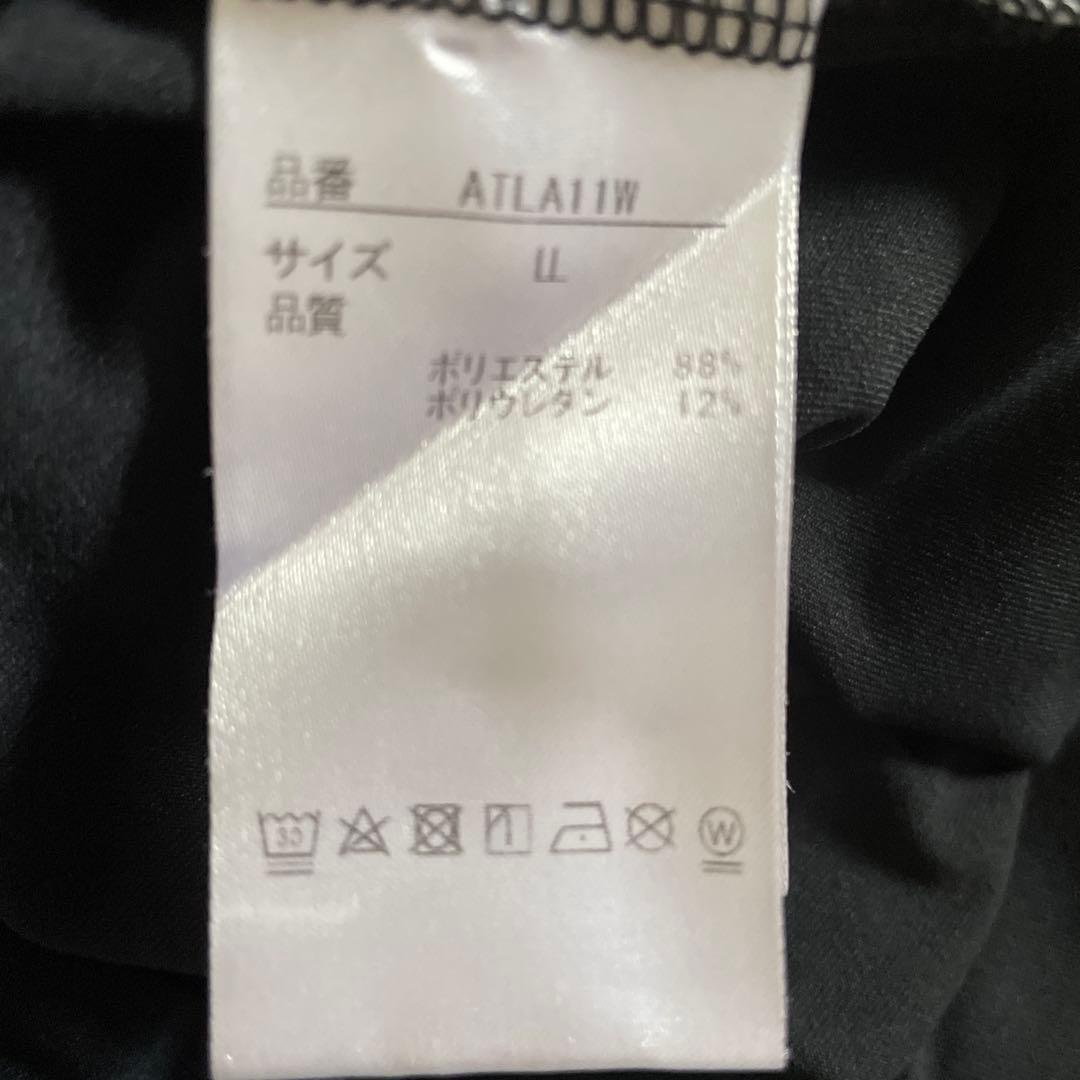 品番 ATLA11W
サイズ LL
品質
ポリエステル 88%
ポリウレタン 12%
30
W